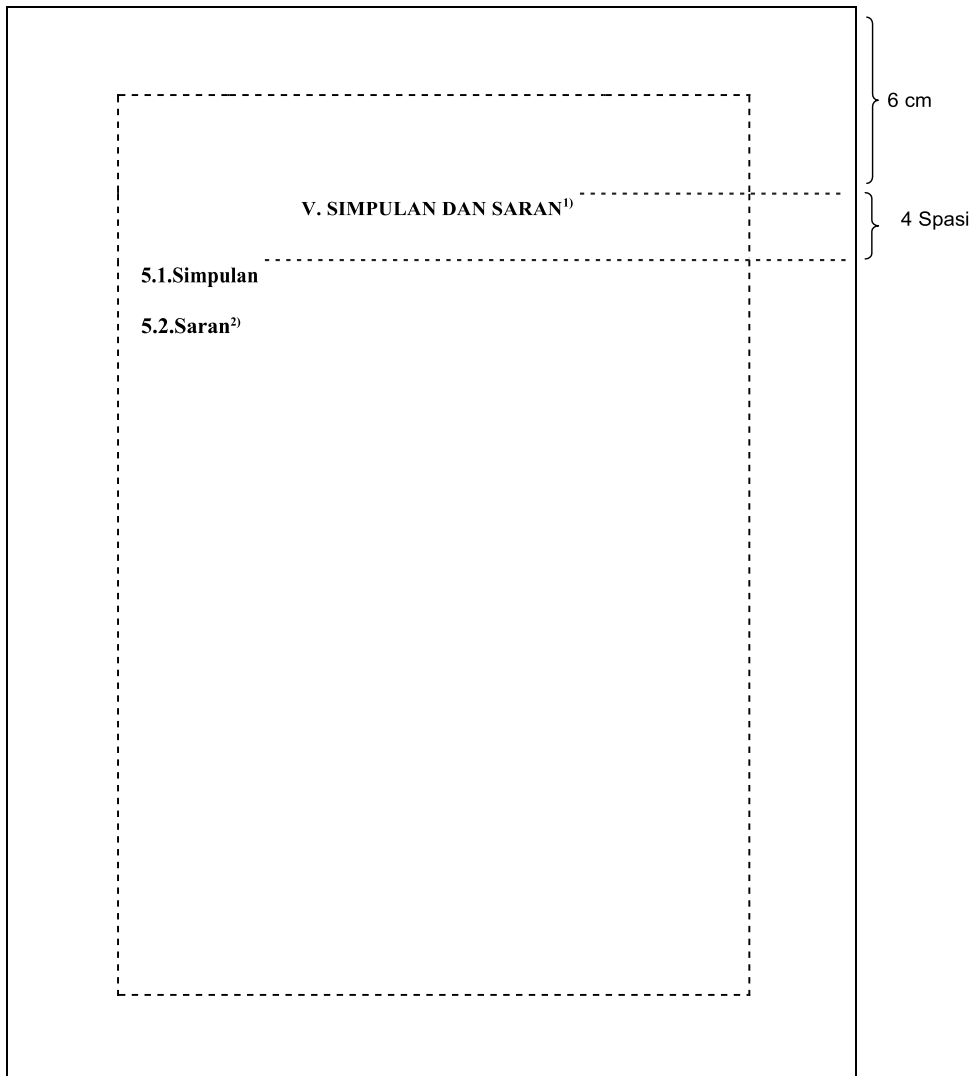 6 cm
V. SIMPULAN DAN SARAN¹⁾
4 Spasi
5.1.Simpulan
5.2.Saran²⁾